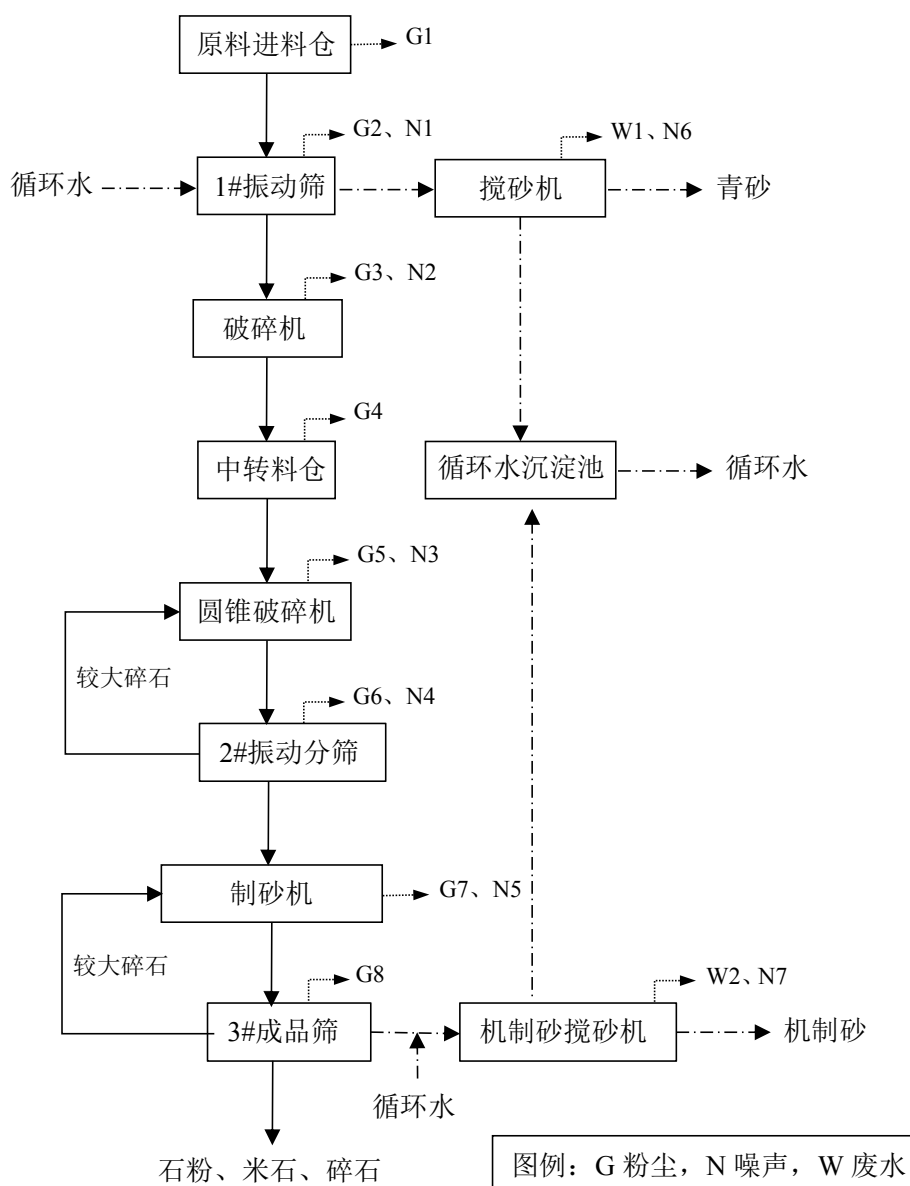 原料进料仓
G1
G2、N1
W1、N6
循环水
1#振动筛
搅砂机
青砂
G3、N2
破碎机
G4
中转料仓
循环水沉淀池
循环水
G5、N3
圆锥破碎机
较大碎石
G6、N4
2#振动分筛
制砂机
G7、N5
较大碎石
G8
W2、N7
3#成品筛
机制砂搅砂机
机制砂
循环水
石粉、米石、碎石
图例：G 粉尘，N 噪声，W 废水